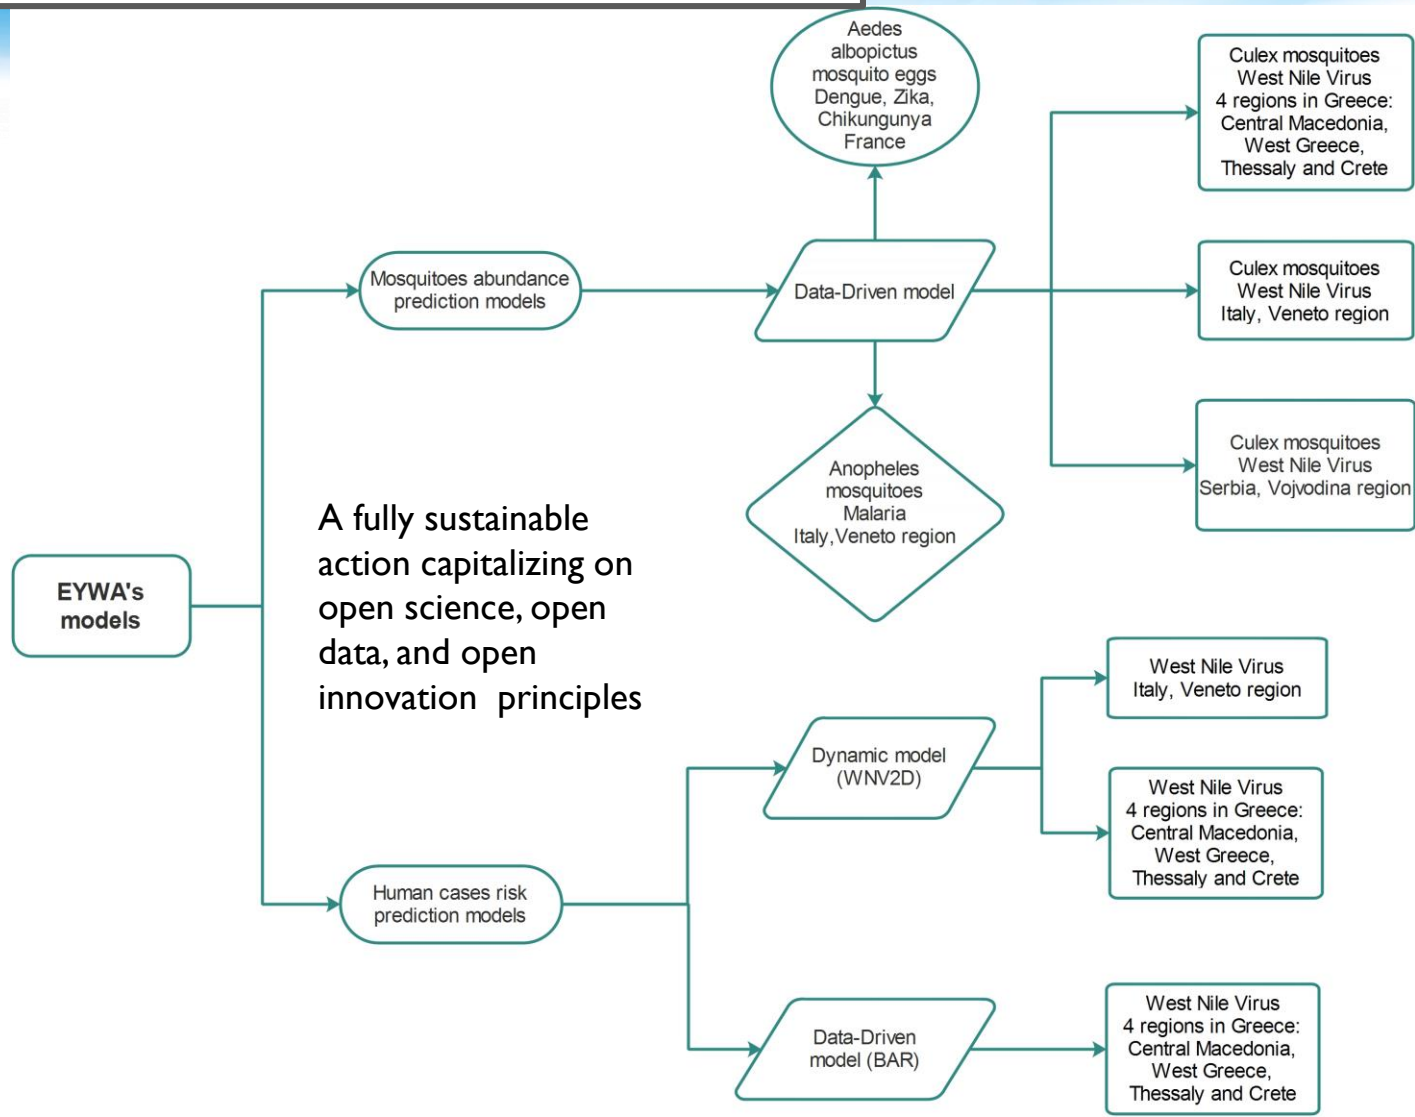 Aedes
albopictus
mosquito eggs
Dengue, Zika,
Chikungunya
France
Culex mosquitoes
West Nile Virus
4 regions in Greece:
Central Macedonia,
West Greece,
Thessaly and Crete
Mosquitoes abundance
prediction models
Data-Driven model
Culex mosquitoes
West Nile Virus
Italy, Veneto region
Culex mosquitoes
West Nile Virus
Serbia, Vojvodina region
Anopheles
mosquitoes
Malaria
Italy,Veneto region
A fully sustainable
action capitalizing on
open science, open
data, and open
innovation principles
EYWA's
models
West Nile Virus
Italy, Veneto region
Dynamic model
(WNV2D)
West Nile Virus
4 regions in Greece:
Central Macedonia,
West Greece,
Thessaly and Crete
Human cases risk
prediction models
Data-Driven
model (BAR)
West Nile Virus
4 regions in Greece:
Central Macedonia,
West Greece,
Thessaly and Crete